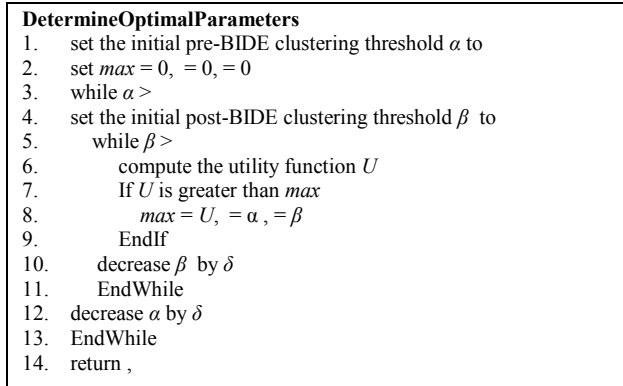 DetermineOptimalParameters
1. set the initial pre-BIDE clustering threshold α to
2. set max = 0, = 0, = 0
3. while α >
4. set the initial post-BIDE clustering threshold β to
5. while β >
6. compute the utility function U
7. If U is greater than max
8. max = U, = α , = β
9. EndIf
10. decrease β by δ
11. EndWhile
12. decrease α by δ
13. EndWhile
14. return ,